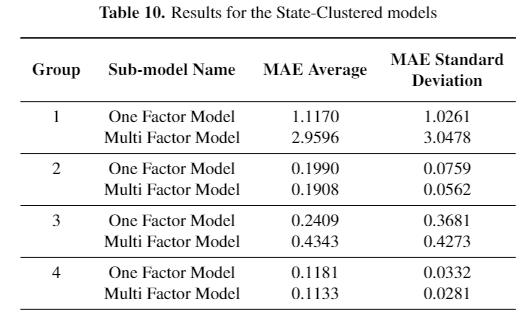 Table 10. Results for the State-Clustered models
Group Sub-model Name MAE Average MAE Standard Deviation
1 One Factor Model 1.1170 1.0261
Multi Factor Model 2.9596 3.0478
2 One Factor Model 0.1990 0.0759
Multi Factor Model 0.1908 0.0562
3 One Factor Model 0.2409 0.3681
Multi Factor Model 0.4343 0.4273
4 One Factor Model 0.1181 0.0332
Multi Factor Model 0.1133 0.0281